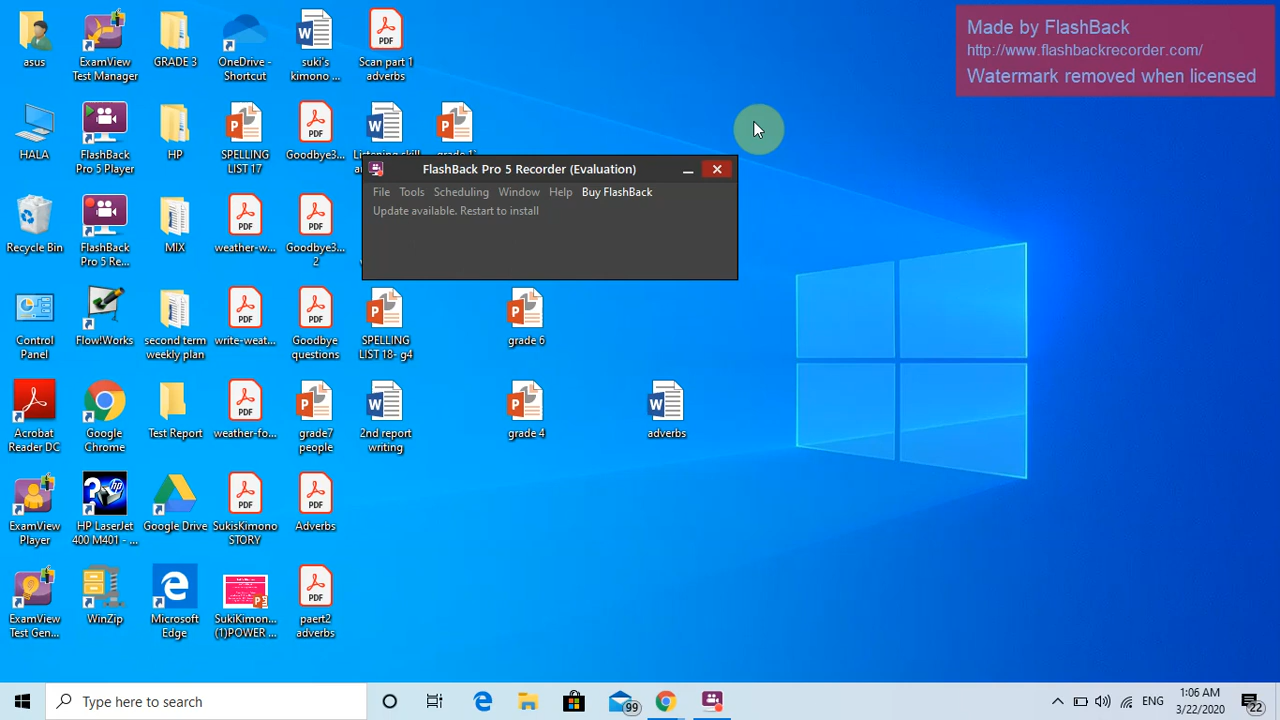 Made by FlashBack
http://www.flashbackrecorder.com/
Watermark removed when licensed
asus
ExamView
Test Manager
GRADE 3
OneDrive -
Shortcut
suki's
kimono ...
Scan part 1
adverbs
HALA
FlashBack
Pro 5 Player
HP
SPELLING
LIST 17
Goodbye3...
FlashBack Pro 5 Recorder (Evaluation)
File Tools Scheduling Window Help Buy FlashBack
Update available. Restart to install
Recycle Bin
FlashBack
Pro 5 Re...
MIX
weather-w...
Goodbye3...
2
Control
Panel
Flow!Works
second term
weekly plan
write-weat...
Goodbye
questions
SPELLING
LIST 18- g4
grade 6
Acrobat
Reader DC
Google
Chrome
Test Report
weather-fo...
grade7
people
2nd report
writing
grade 4
adverbs
ExamView
Player
HP LaserJet
400 M401 - ...
Google Drive
SukisKimono
STORY
Adverbs
ExamView
Test Gen...
WinZip
Microsoft
Edge
SukiKimon...
(1)POWER ...
paert2
adverbs
Type here to search
99
ENG
1:06 AM
3/22/2020
22